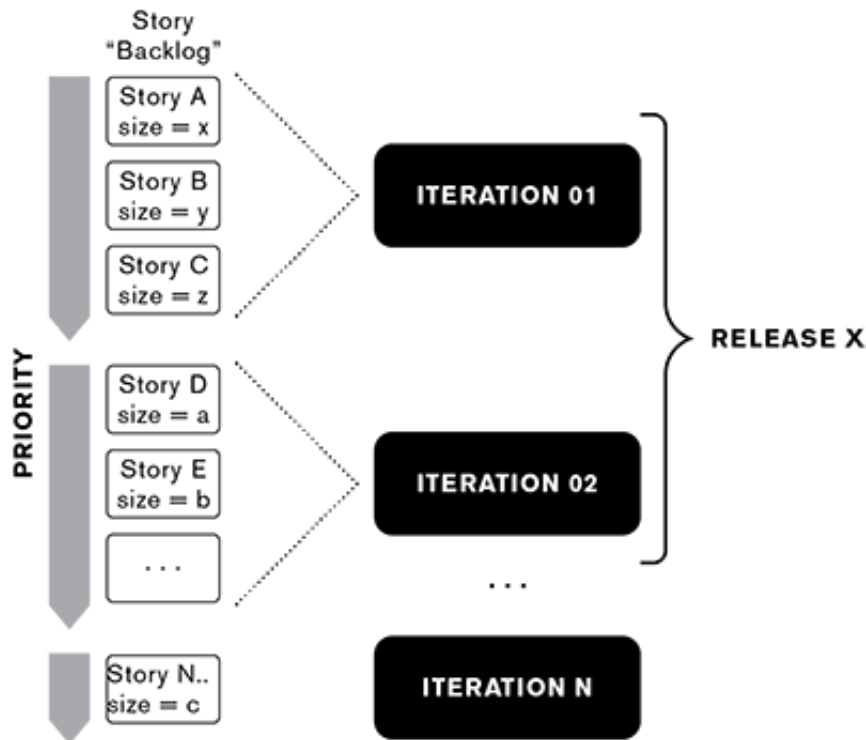 Story
"Backlog"
Story A
size = x
Story B
size = y
Story C
size = z
ITERATION 01
RELEASE X
PRIORITY
Story D
size = a
Story E
size = b
...
ITERATION 02
...
Story N..
size = c
ITERATION N